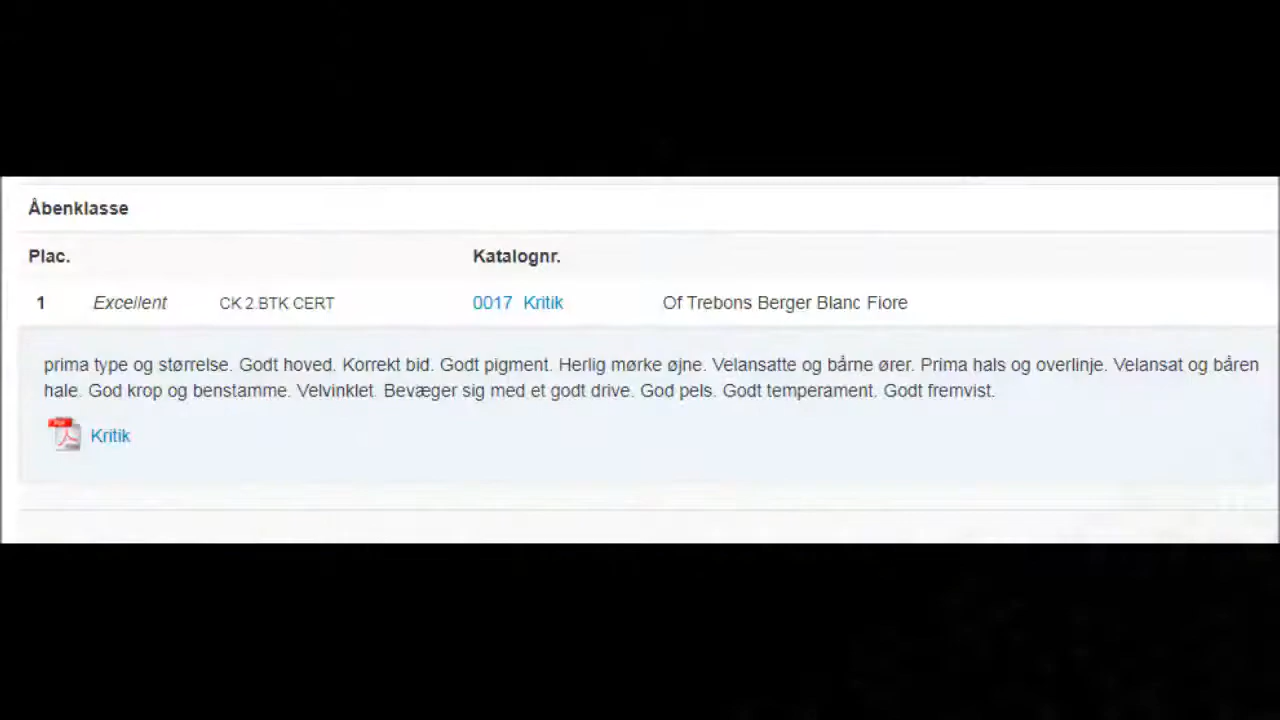 Åbenklasse
Plac. Katalognr.
1 Excellent CK 2.BTK CERT 0017 Kritik Of Trebons Berger Blanc Fiore
prima type og størrelse. Godt hoved. Korrekt bid. Godt pigment. Herlig mørke øjne. Velansatte og bårne ører. Prima hals og overlinje. Velansat og båren
hale. God krop og benstamme. Velvinklet. Bevæger sig med et godt drive. God pels. Godt temperament. Godt fremvist.
Kritik